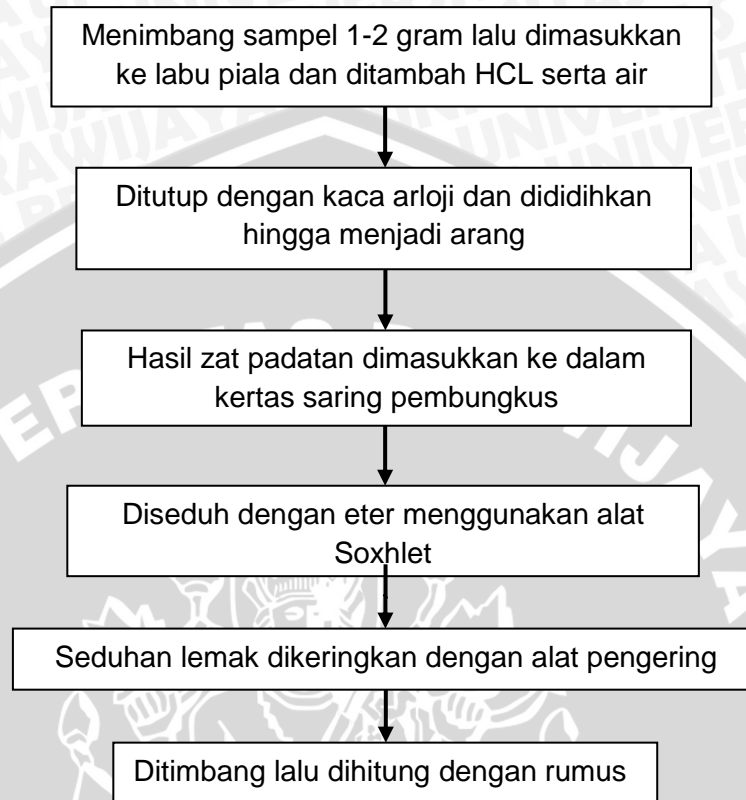 Menimbang sampel 1-2 gram lalu dimasukkan
ke labu piala dan ditambah HCL serta air
Ditutup dengan kaca arloji dan dididihkan
hingga menjadi arang
Hasil zat padatan dimasukkan ke dalam
kertas saring pembungkus
Diseduh dengan eter menggunakan alat
Soxhlet
Seduhan lemak dikeringkan dengan alat pengering
Ditimbang lalu dihitung dengan rumus